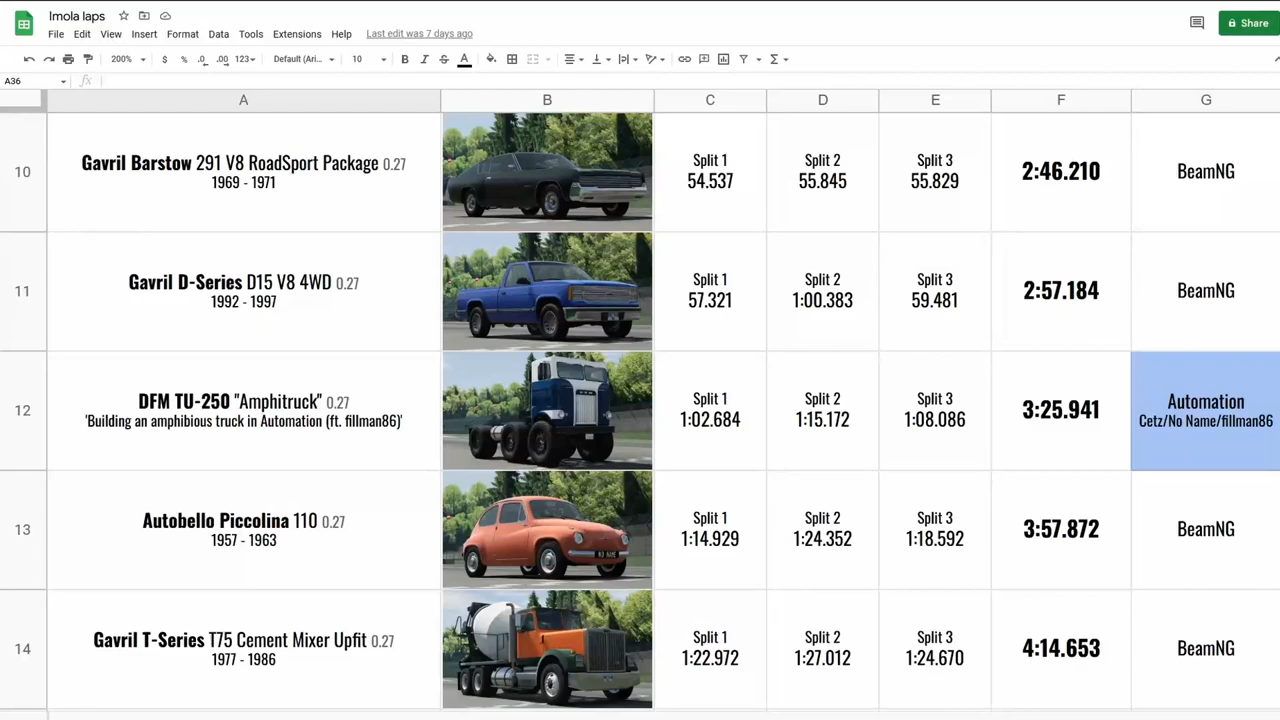 Imola laps
File Edit View Insert Format Data Tools Extensions Help Last edit was 7 days ago
Share
200% $ % .0 .00 123 Default (Ari... 10 B I S A
A36 fx
A B C D E F G
10 Gavril Barstow 291 V8 RoadSport Package 0.27 Split 1 Split 2 Split 3 2:46.210 BeamNG
1969 - 1971 54.537 55.845 55.829
11 Gavril D-Series D15 V8 4WD 0.27 Split 1 Split 2 Split 3 2:57.184 BeamNG
1992 - 1997 57.321 1:00.383 59.481
12 DFM TU-250 "Amphitruck" 0.27 Split 1 Split 2 Split 3 3:25.941 Automation
'Building an amphibious truck in Automation (ft. fillman86)' 1:02.684 1:15.172 1:08.086 Cetz/No Name/fillman86
13 Autobello Piccolina 110 0.27 Split 1 Split 2 Split 3 3:57.872 BeamNG
1957 - 1963 1:14.929 1:24.352 1:18.592
NO NAME
14 Gavril T-Series T75 Cement Mixer Upfit 0.27 Split 1 Split 2 Split 3 4:14.653 BeamNG
1977 - 1986 1:22.972 1:27.012 1:24.670